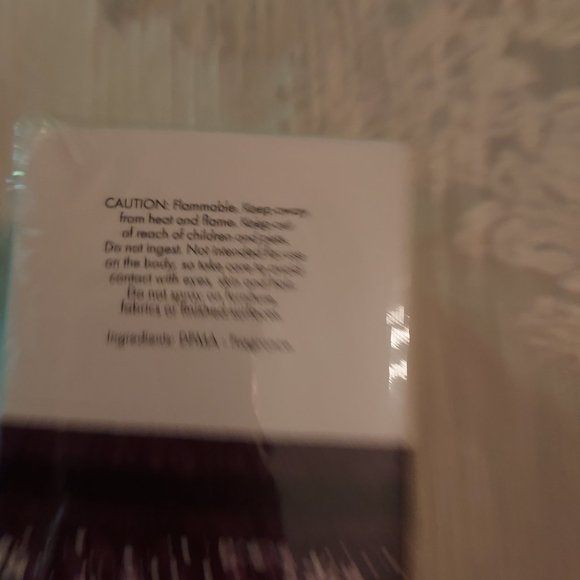 CAUTION: Flammable. Keep away
from heat and flame. Keep out
of reach of children and pets.
Do not ingest. Not intended for use
on the body, so take care to avoid
contact with eyes, skin and hair.
Do not spray on furniture,
fabrics or finished surfaces.
Ingredients: DPMA, Fragrance.